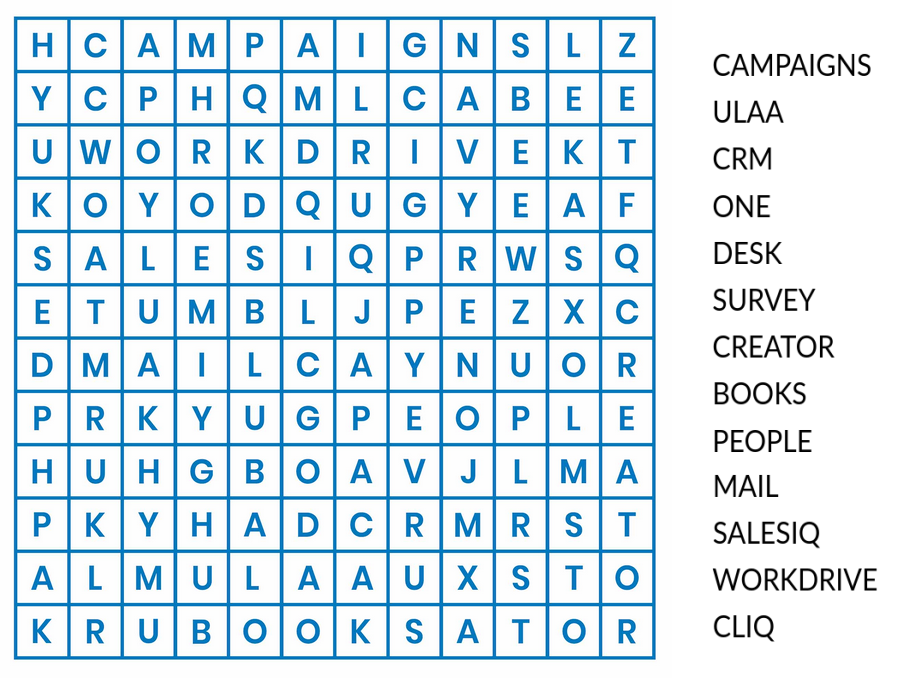 H C A M P A I G N S L Z
Y C P H Q M L C A B E E
U W O R K D R I V E K T
K O Y O D Q U G Y E A F
S A L E S I Q P R W S Q
E T U M B L J P E Z X C
D M A I L C A Y N U O R
P R K Y U G P E O P L E
H U H G B O A V J L M A
P K Y H A D C R M R S T
A L M U L A A U X S T O
K R U B O O K S A T O R
CAMPAIGNS
ULAA
CRM
ONE
DESK
SURVEY
CREATOR
BOOKS
PEOPLE
MAIL
SALESIQ
WORKDRIVE
CLIQ